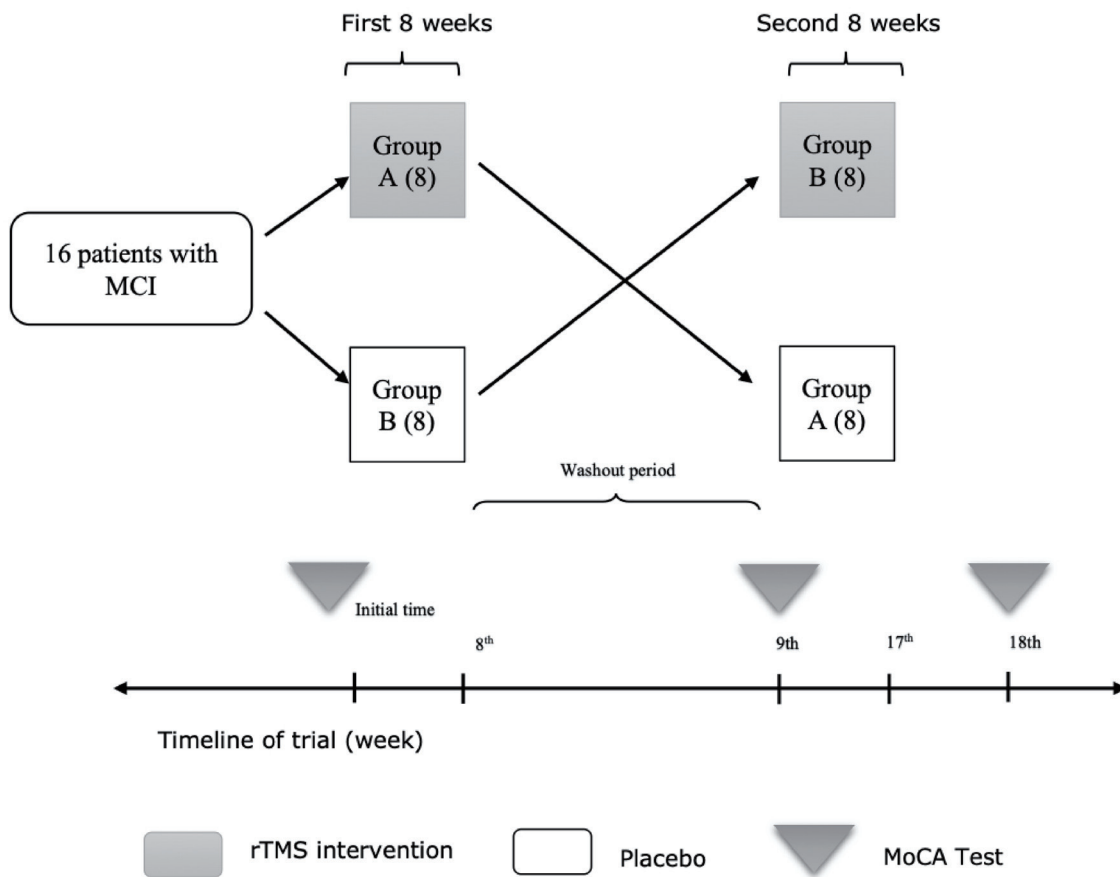 First 8 weeks
Second 8 weeks
Group
A (8)
Group
B (8)
16 patients with
MCI
Group
B (8)
Group
A (8)
Washout period
Initial time
8th
9th
17th
18th
Timeline of trial (week)
rTMS intervention
Placebo
MoCA Test